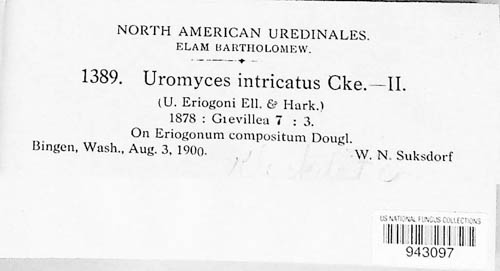 NORTH AMERICAN UREDINALES.
ELAM BARTHOLOMEW.
1389. Uromyces intricatus Cke.—II.
(U. Eriogoni Ell. & Hark.)
1878 : Grevillea 7 : 3.
On Eriogonum compositum Dougl.
Bingen, Wash., Aug. 3, 1900. W. N. Suksdorf
US NATIONAL FUNGUS COLLECTIONS
943097